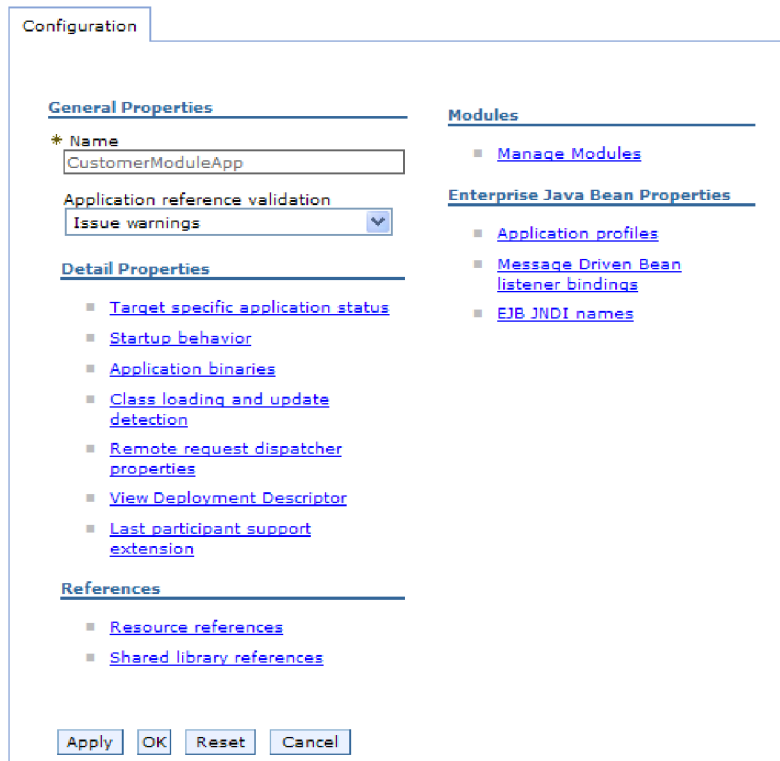 Configuration
General Properties
* Name
CustomerModuleApp
Application reference validation
Issue warnings
Detail Properties
Target specific application status
Startup behavior
Application binaries
Class loading and update
detection
Remote request dispatcher
properties
View Deployment Descriptor
Last participant support
extension
References
Resource references
Shared library references
Modules
Manage Modules
Enterprise Java Bean Properties
Application profiles
Message Driven Bean
listener bindings
EJB JNDI names
Apply OK Reset Cancel